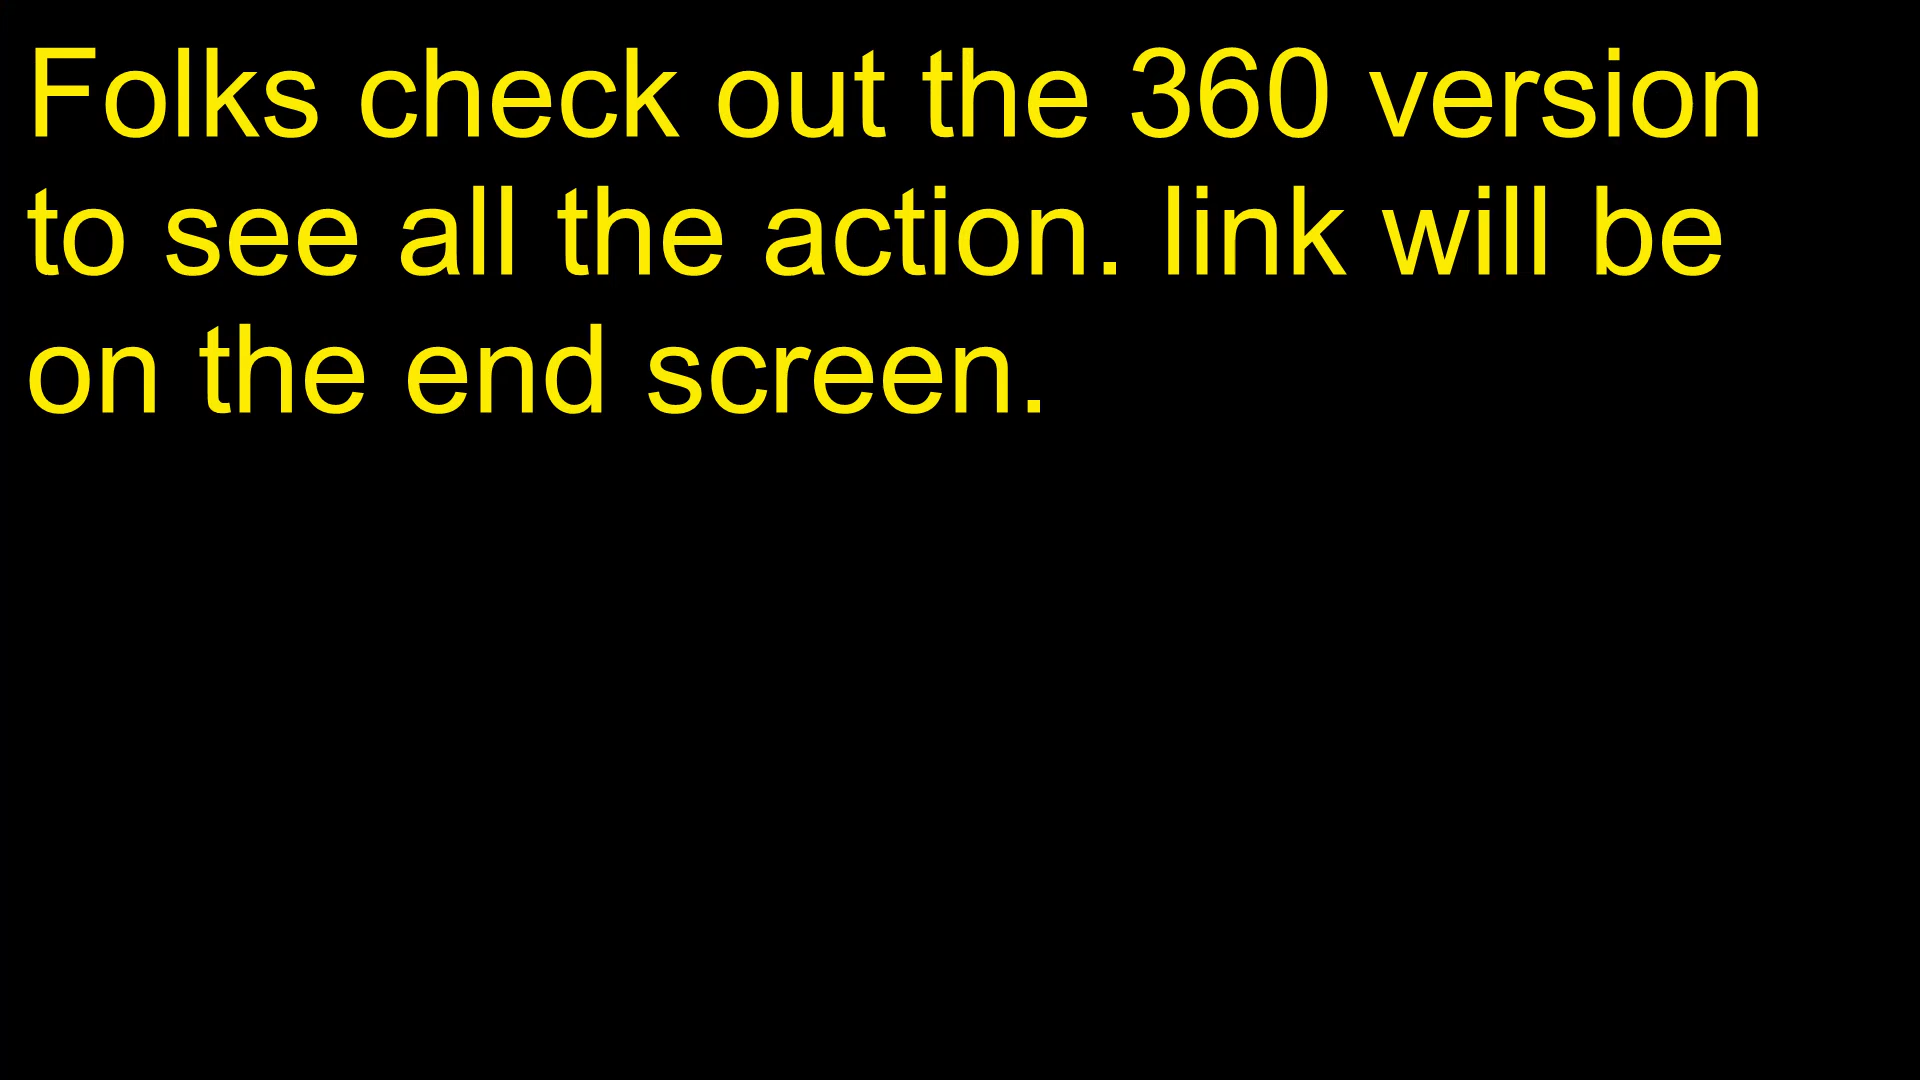 Folks check out the 360 version
to see all the action. link will be
on the end screen.